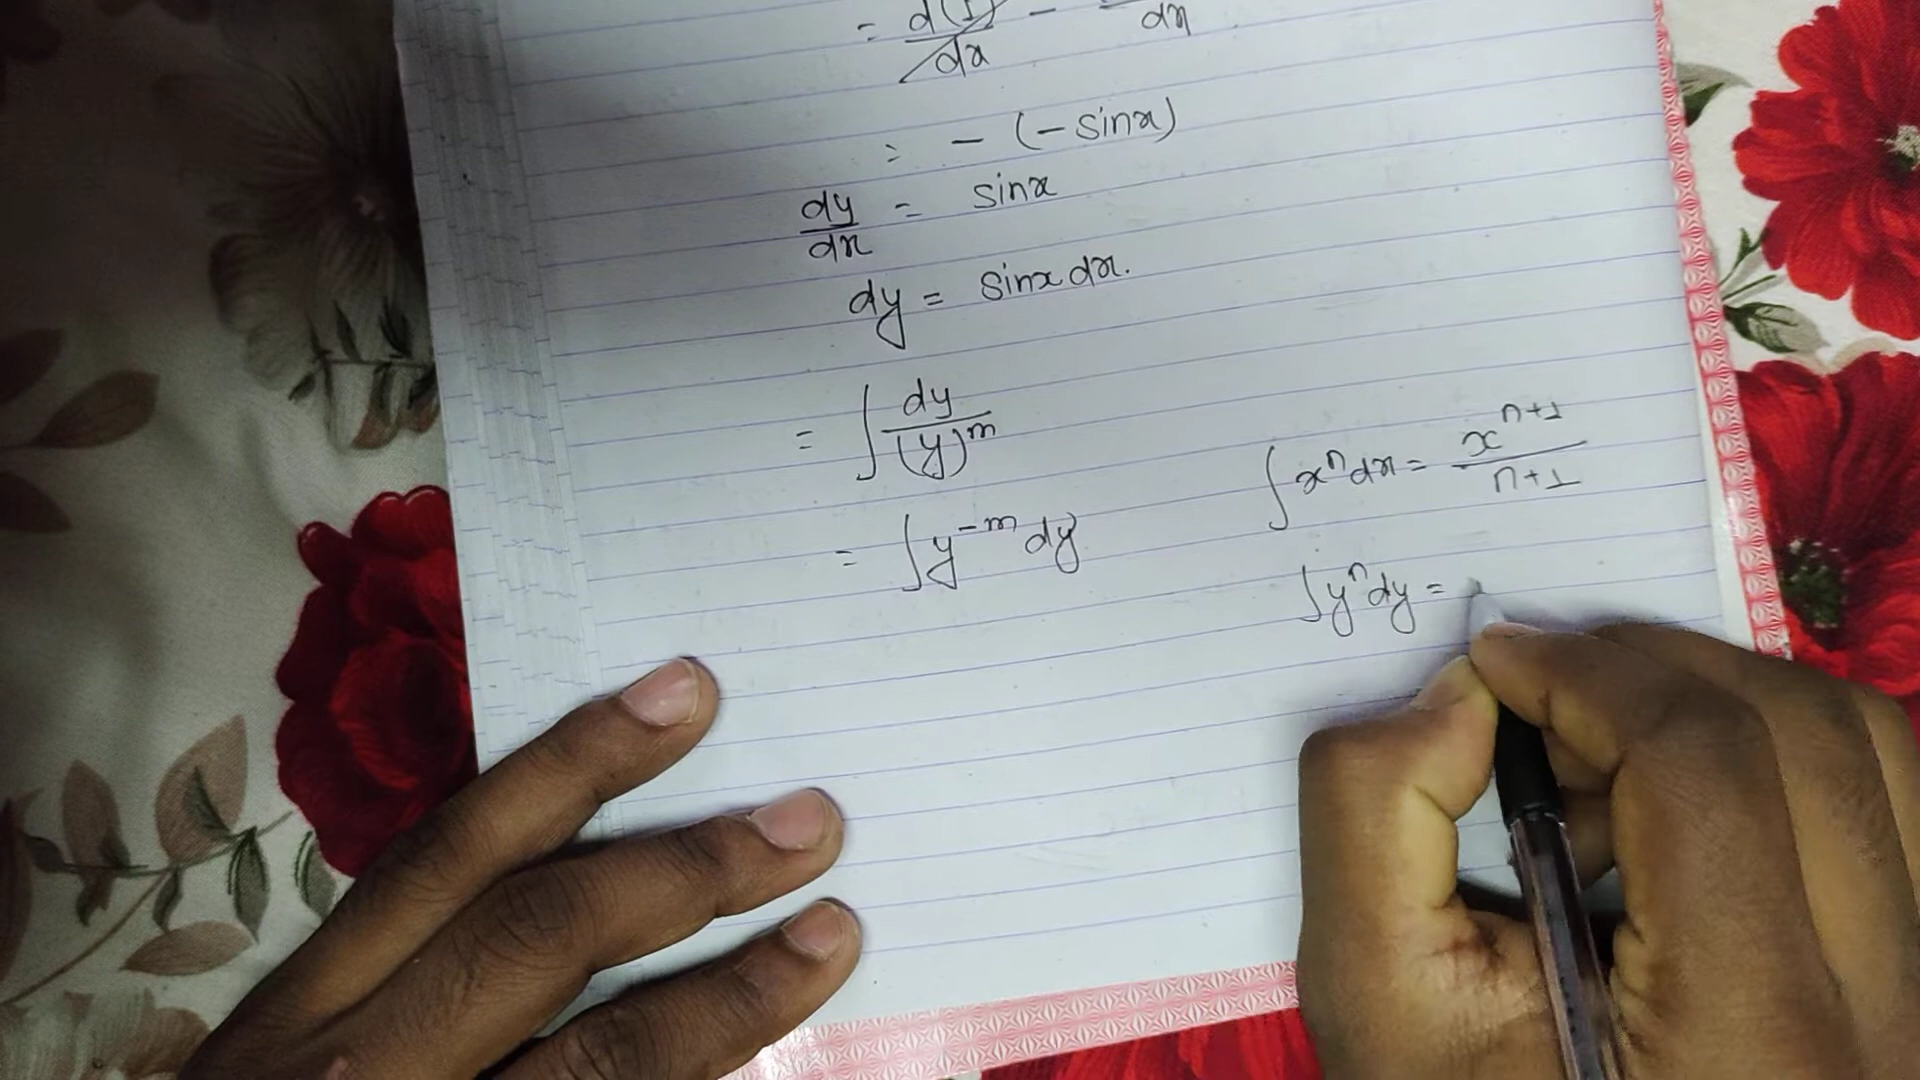 = d(1)/dx - /dx
= - (- sinx)
dy/dx = sinx
dy = sinx dx.
= ∫ dy/(y)^m
∫ x^n dx = x^(n+1)/(n+1)
= ∫ y^-m dy
∫ y^n dy =